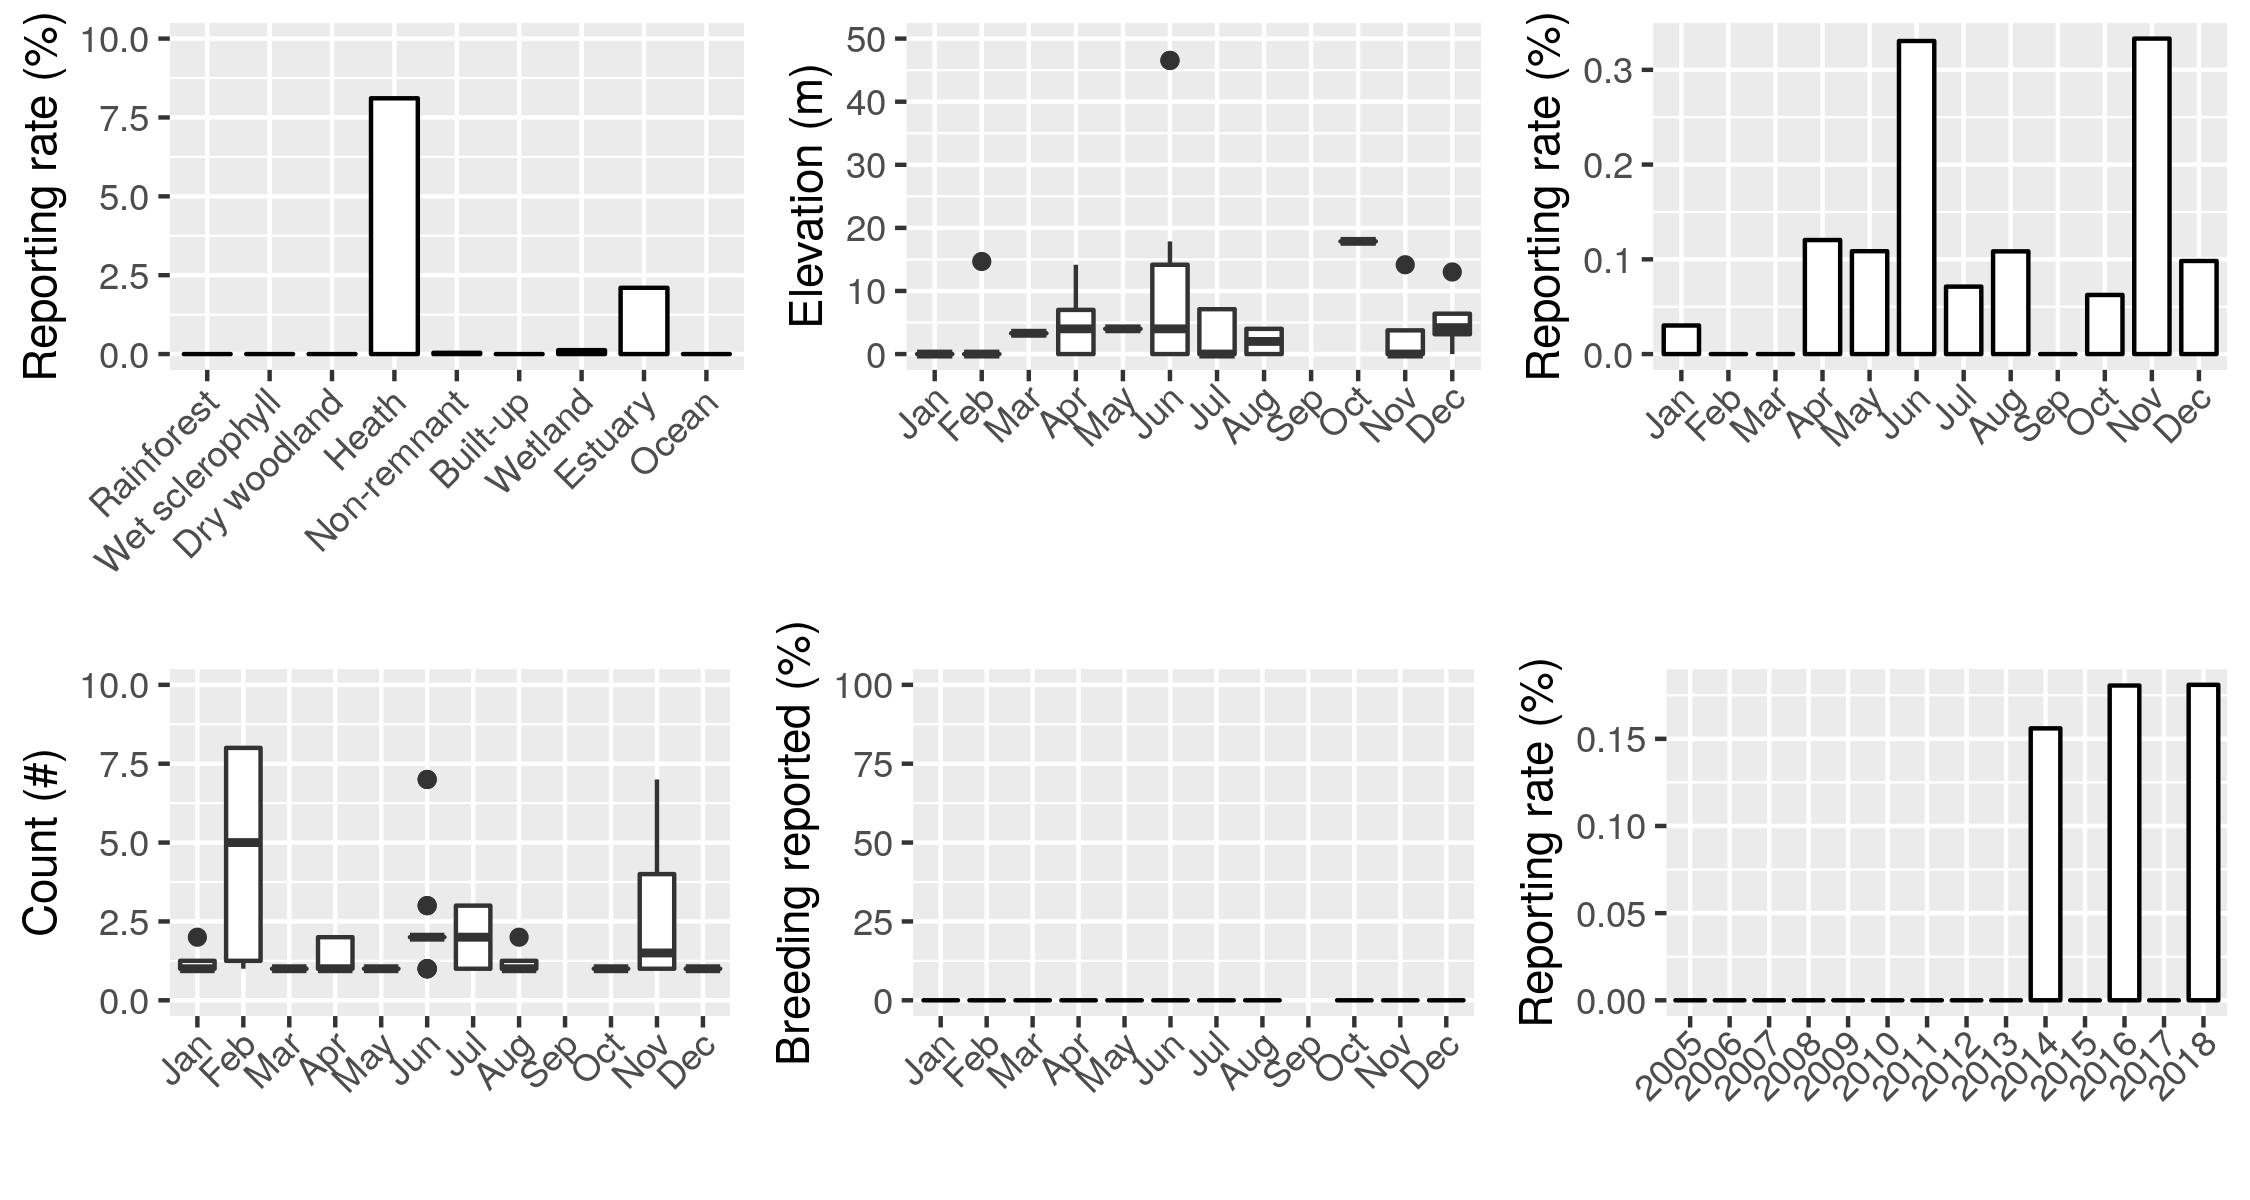 Reporting rate (%)
10.0
7.5
5.0
2.5
0.0
Rainforest
Wet sclerophyll
Dry woodland
Heath
Non-remnant
Built-up
Wetland
Estuary
Ocean
Elevation (m)
50
40
30
20
10
0
Jan
Feb
Mar
Apr
May
Jun
Jul
Aug
Sep
Oct
Nov
Dec
Reporting rate (%)
0.3
0.2
0.1
0.0
Jan
Feb
Mar
Apr
May
Jun
Jul
Aug
Sep
Oct
Nov
Dec
Count (#)
10.0
7.5
5.0
2.5
0.0
Jan
Feb
Mar
Apr
May
Jun
Jul
Aug
Sep
Oct
Nov
Dec
Breeding reported (%)
100
75
50
25
0
Jan
Feb
Mar
Apr
May
Jun
Jul
Aug
Sep
Oct
Nov
Dec
Reporting rate (%)
0.15
0.10
0.05
0.00
2005
2006
2007
2008
2009
2010
2011
2012
2013
2014
2015
2016
2017
2018